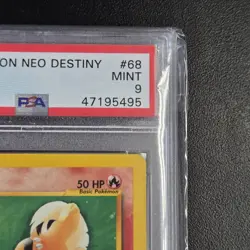 ON NEO DESTINY #68
MINT
9
PSA 47195495
50 HP
Basic Pokémon